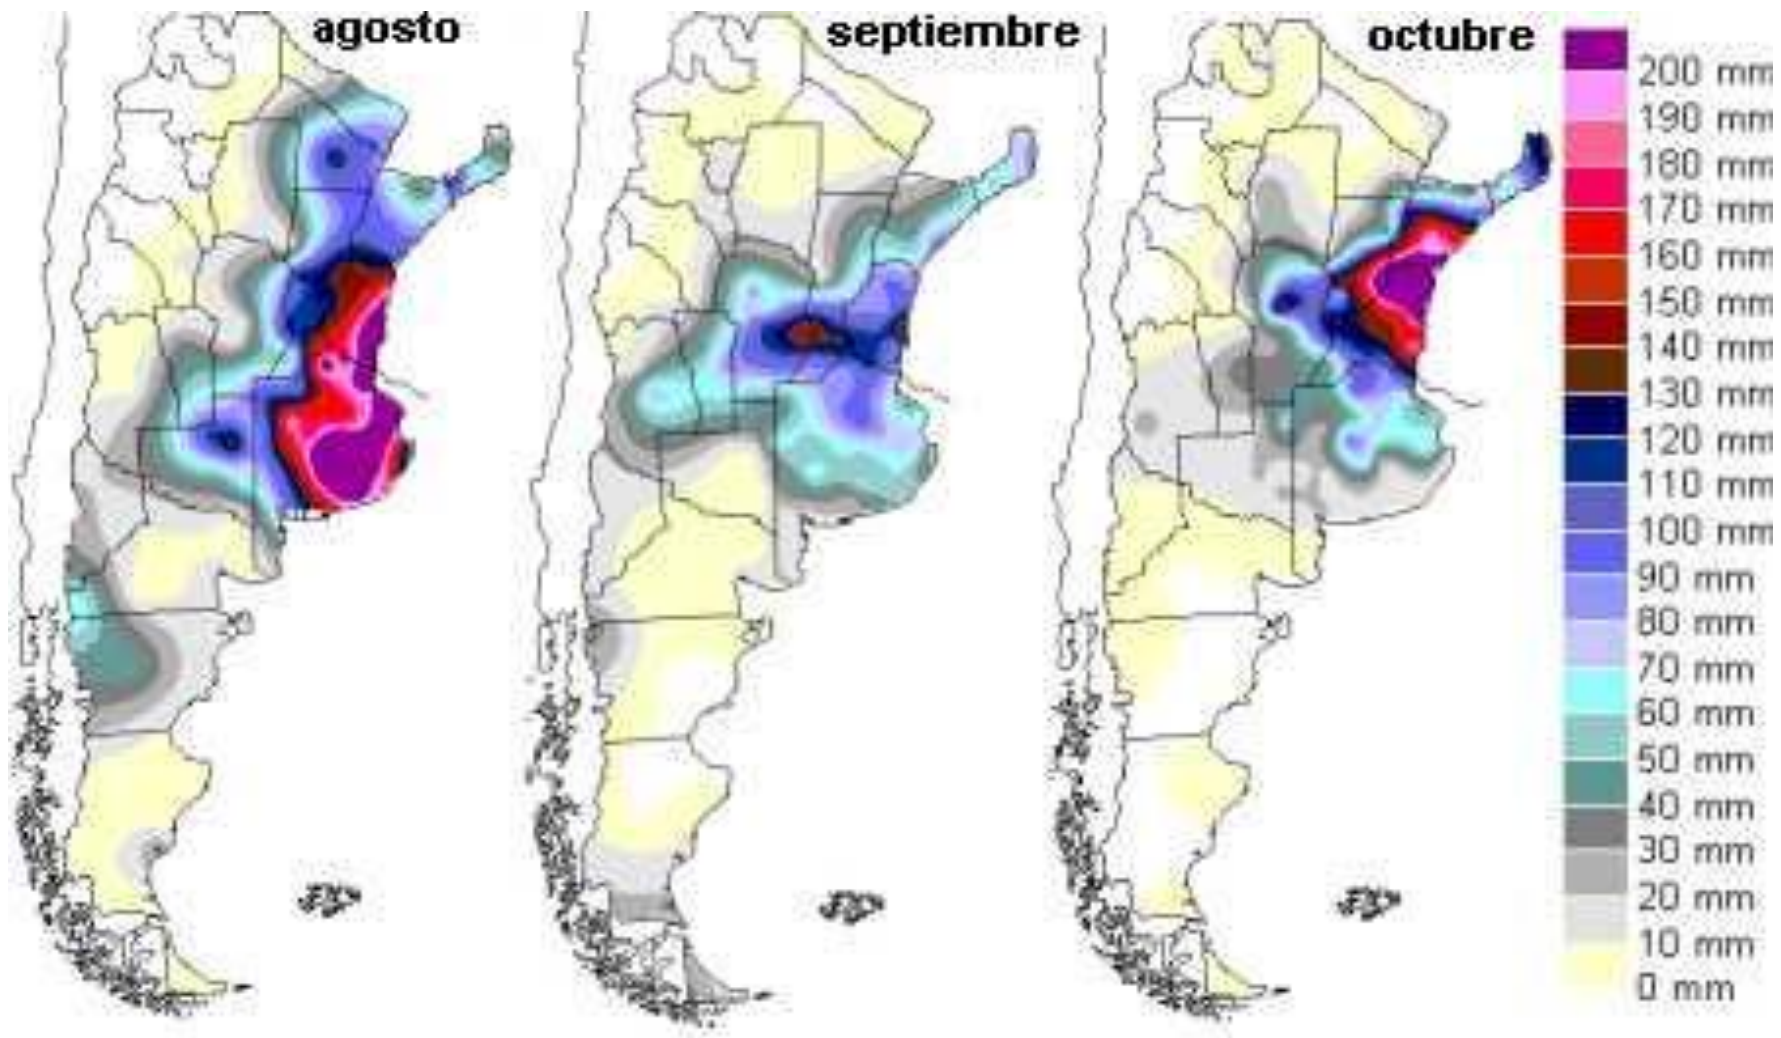 agosto
septiembre
octubre
200 mm
190 mm
180 mm
170 mm
160 mm
150 mm
140 mm
130 mm
120 mm
110 mm
100 mm
90 mm
80 mm
70 mm
60 mm
50 mm
40 mm
30 mm
20 mm
10 mm
0 mm